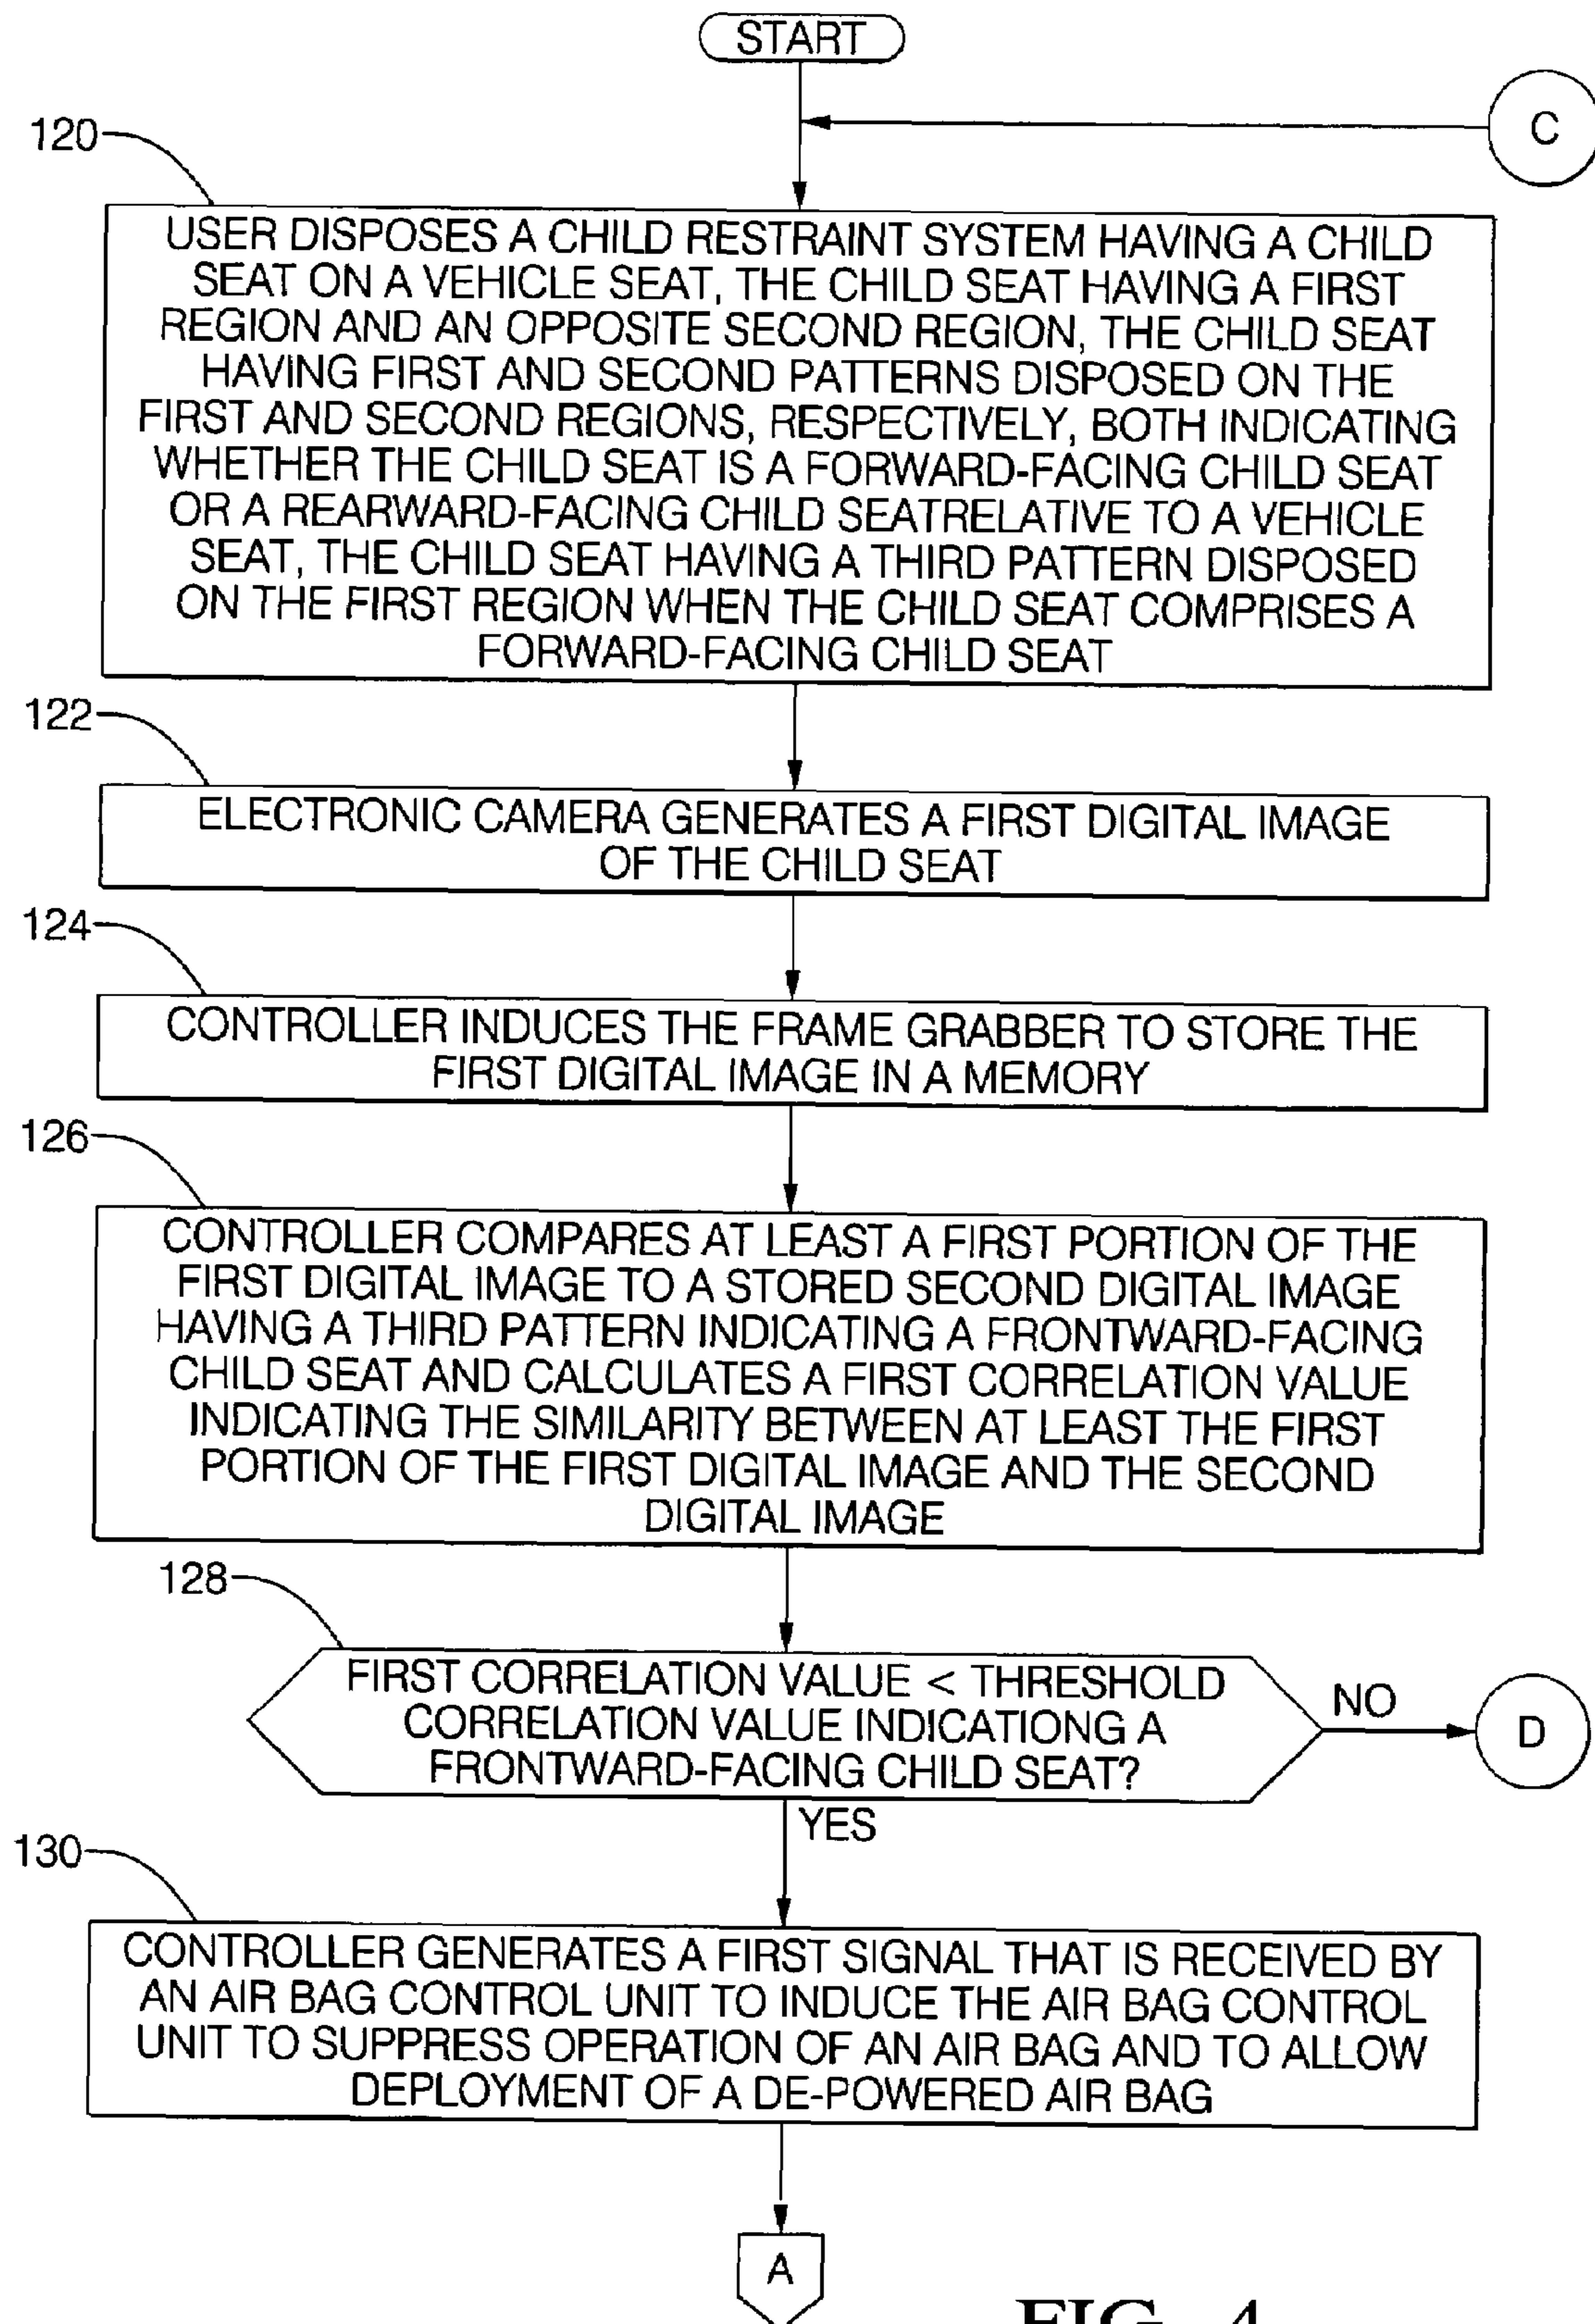 START
C
120
USER DISPOSES A CHILD RESTRAINT SYSTEM HAVING A CHILD
SEAT ON A VEHICLE SEAT, THE CHILD SEAT HAVING A FIRST
REGION AND AN OPPOSITE SECOND REGION, THE CHILD SEAT
HAVING FIRST AND SECOND PATTERNS DISPOSED ON THE
FIRST AND SECOND REGIONS, RESPECTIVELY, BOTH INDICATING
WHETHER THE CHILD SEAT IS A FORWARD-FACING CHILD SEAT
OR A REARWARD-FACING CHILD SEATRELATIVE TO A VEHICLE
SEAT, THE CHILD SEAT HAVING A THIRD PATTERN DISPOSED
ON THE FIRST REGION WHEN THE CHILD SEAT COMPRISES A
FORWARD-FACING CHILD SEAT
122
ELECTRONIC CAMERA GENERATES A FIRST DIGITAL IMAGE
OF THE CHILD SEAT
124
CONTROLLER INDUCES THE FRAME GRABBER TO STORE THE
FIRST DIGITAL IMAGE IN A MEMORY
126
CONTROLLER COMPARES AT LEAST A FIRST PORTION OF THE
FIRST DIGITAL IMAGE TO A STORED SECOND DIGITAL IMAGE
HAVING A THIRD PATTERN INDICATING A FRONTWARD-FACING
CHILD SEAT AND CALCULATES A FIRST CORRELATION VALUE
INDICATING THE SIMILARITY BETWEEN AT LEAST THE FIRST
PORTION OF THE FIRST DIGITAL IMAGE AND THE SECOND
DIGITAL IMAGE
128
FIRST CORRELATION VALUE < THRESHOLD
CORRELATION VALUE INDICATIONG A
FRONTWARD-FACING CHILD SEAT?
NO
D
YES
130
CONTROLLER GENERATES A FIRST SIGNAL THAT IS RECEIVED BY
AN AIR BAG CONTROL UNIT TO INDUCE THE AIR BAG CONTROL
UNIT TO SUPPRESS OPERATION OF AN AIR BAG AND TO ALLOW
DEPLOYMENT OF A DE-POWERED AIR BAG
A
FIG. 4